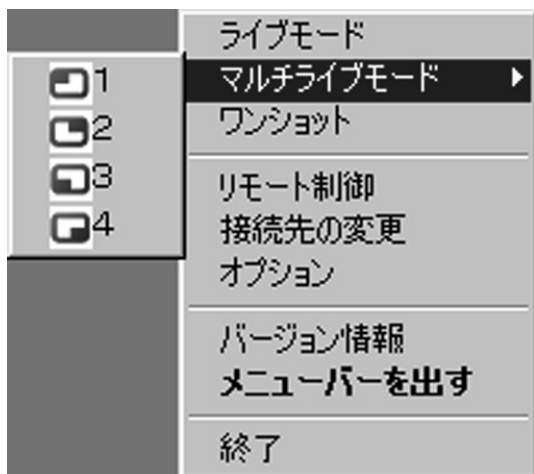 ライブモード
マルチライブモード
1
2
3
4
ワンショット
リモート制御
接続先の変更
オプション
バージョン情報
メニューバーを出す
終了